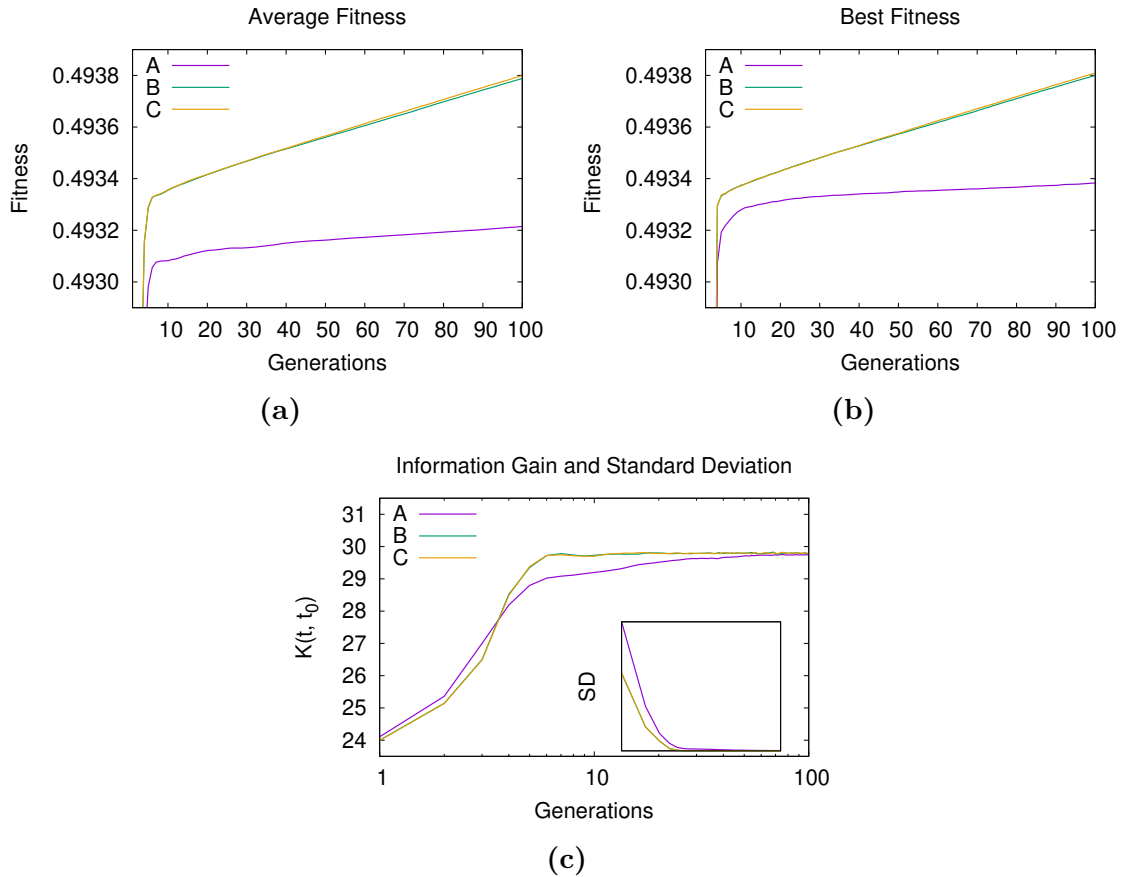 Average Fitness
Fitness
0.4938
0.4936
0.4934
0.4932
0.4930
A
B
C
10 20 30 40 50 60 70 80 90 100
Generations
(a)
Best Fitness
Fitness
0.4938
0.4936
0.4934
0.4932
0.4930
A
B
C
10 20 30 40 50 60 70 80 90 100
Generations
(b)
Information Gain and Standard Deviation
K(t, t0)
31
30
29
28
27
26
25
24
A
B
C
SD
1 10 100
Generations
(c)